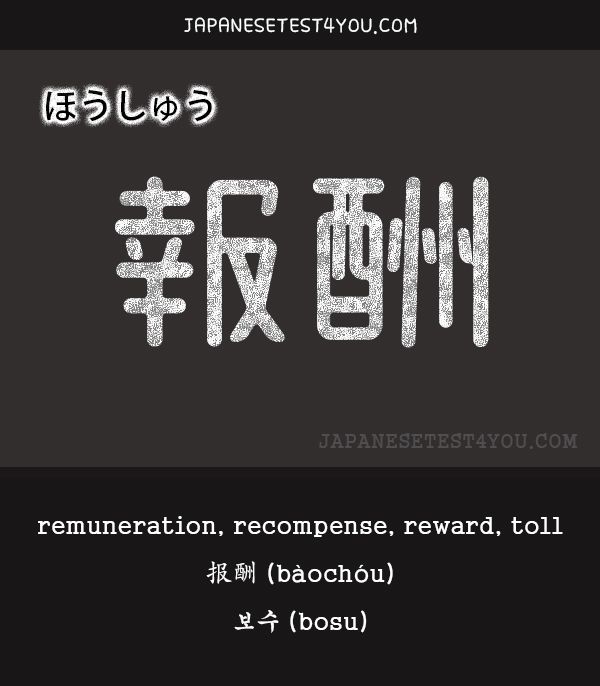 JAPANESETEST4YOU.COM
ほうしゅう
報酬
JAPANESETEST4YOU.COM
remuneration, recompense, reward, toll
报酬 (bàochóu)
보수 (bosu)